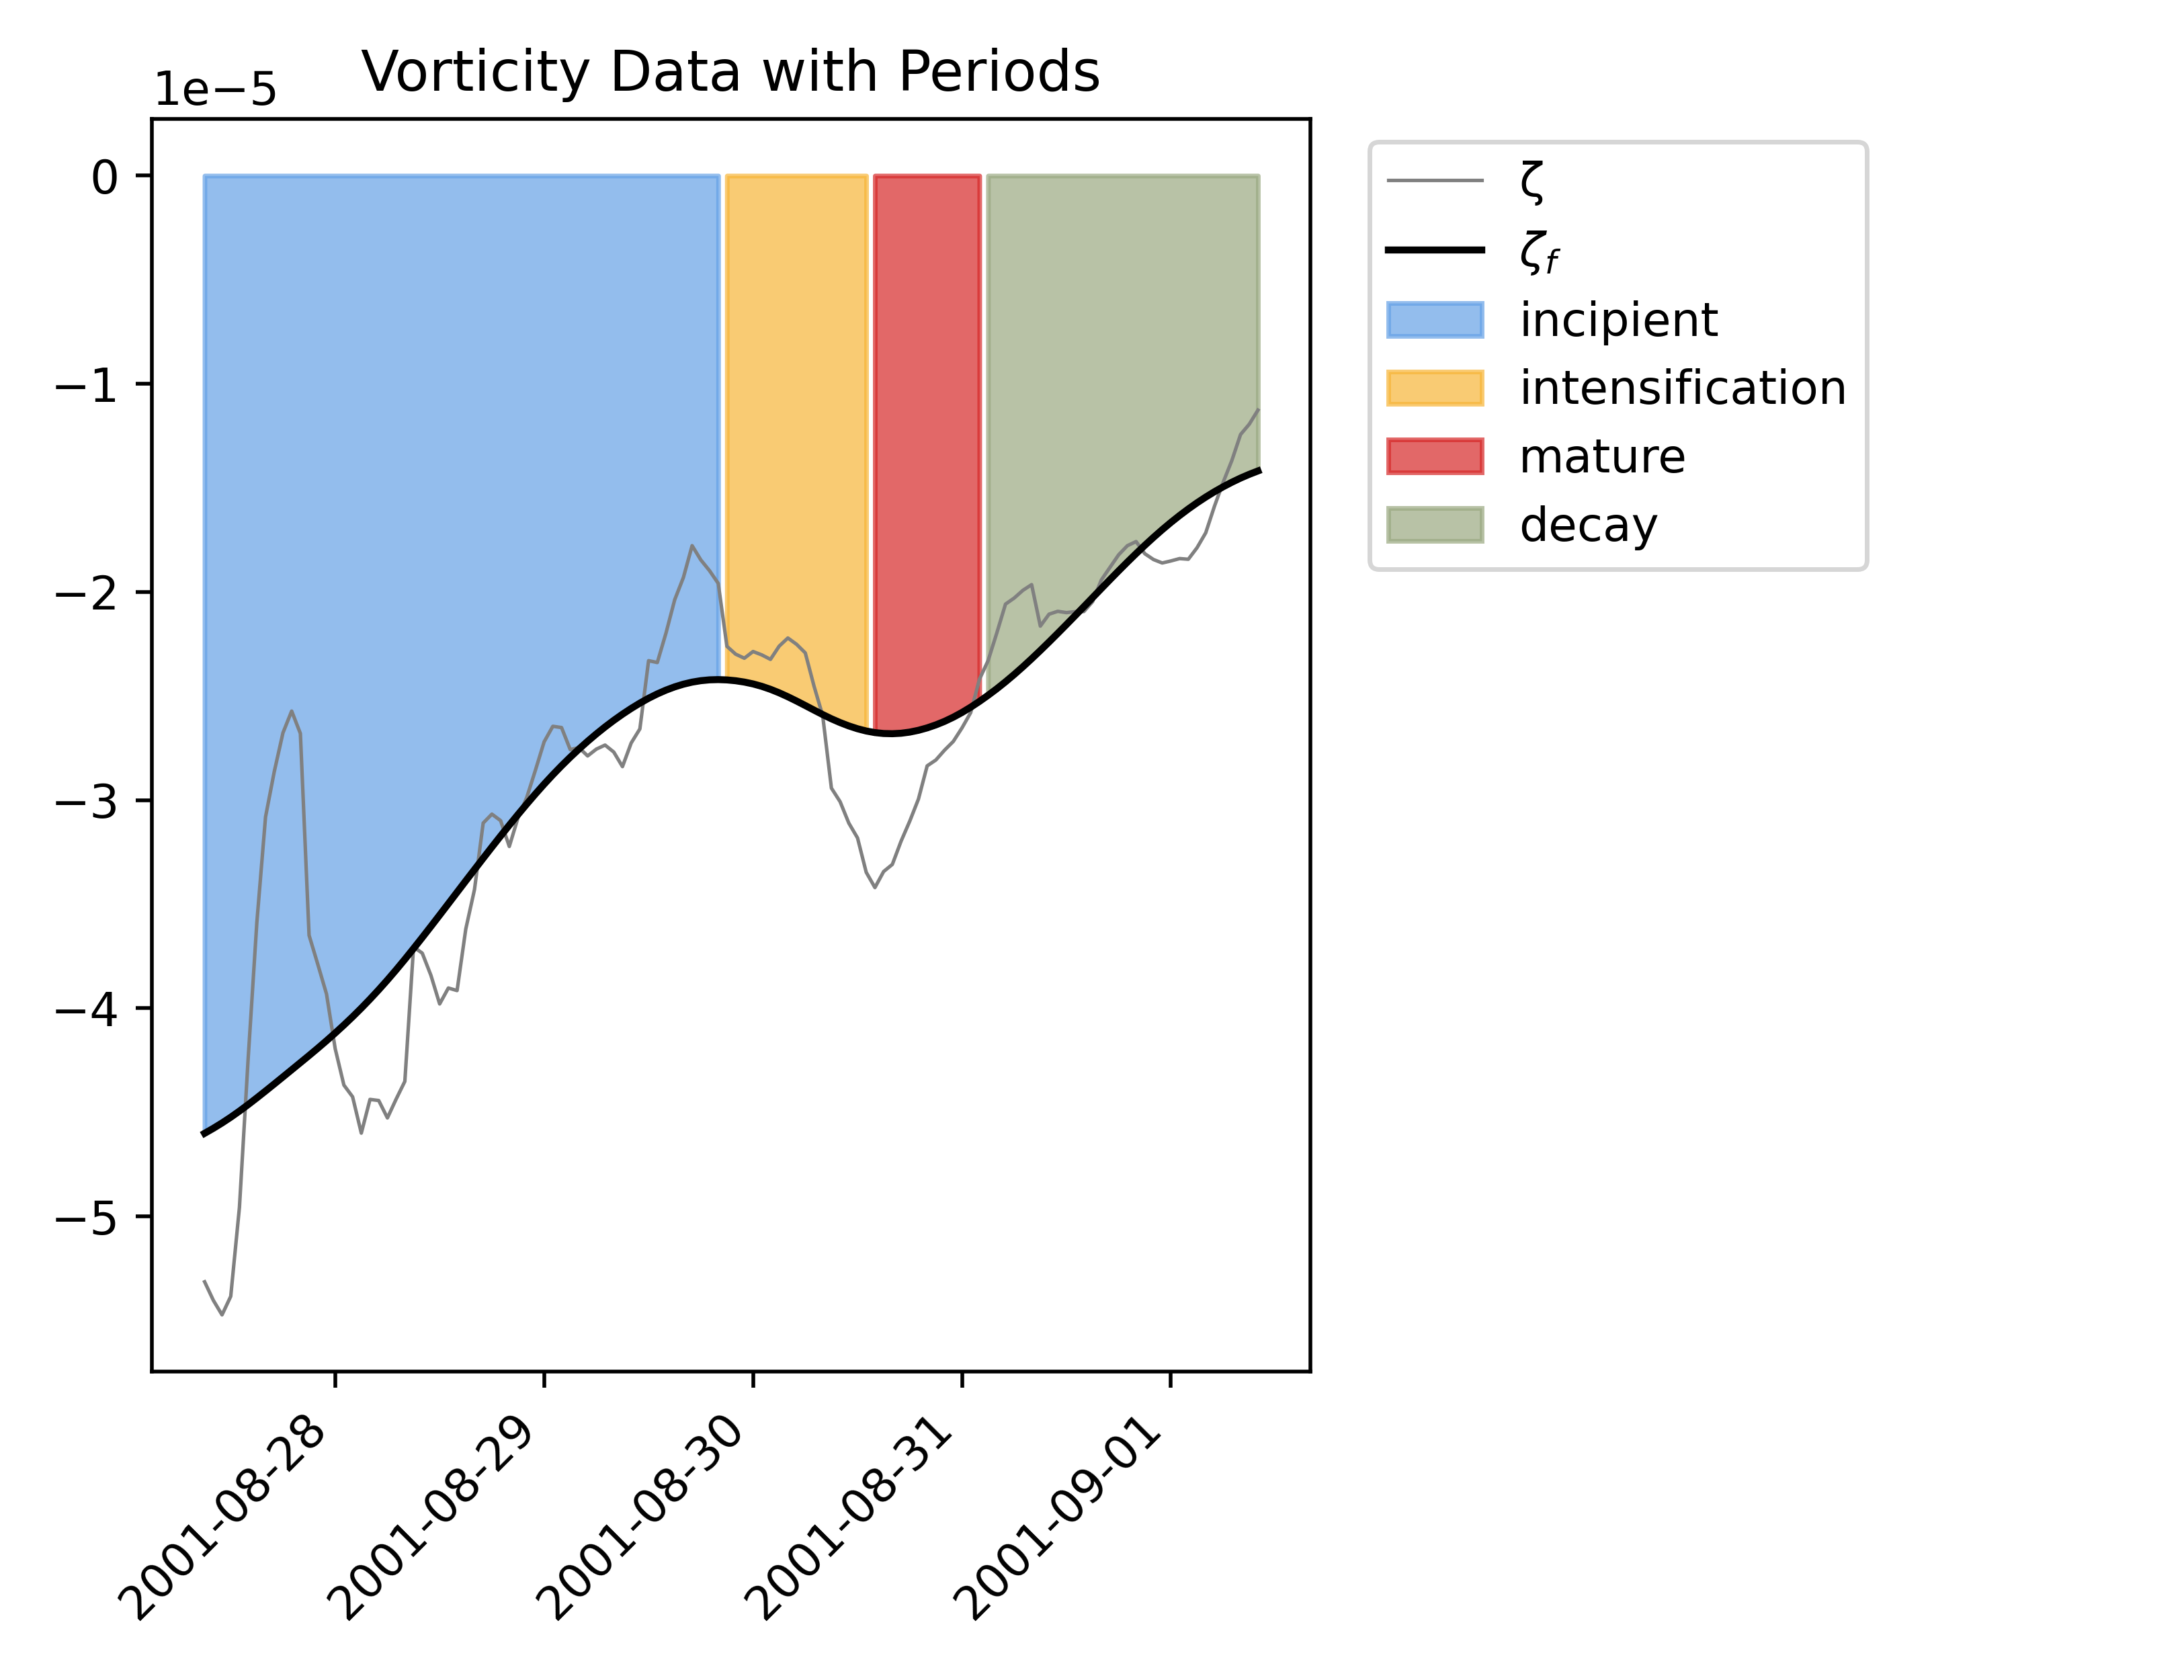 Vorticity Data with Periods
1e−5
0
−1
−2
−3
−4
−5
2001-08-28
2001-08-29
2001-08-30
2001-08-31
2001-09-01
ζ
ζf
incipient
intensification
mature
decay